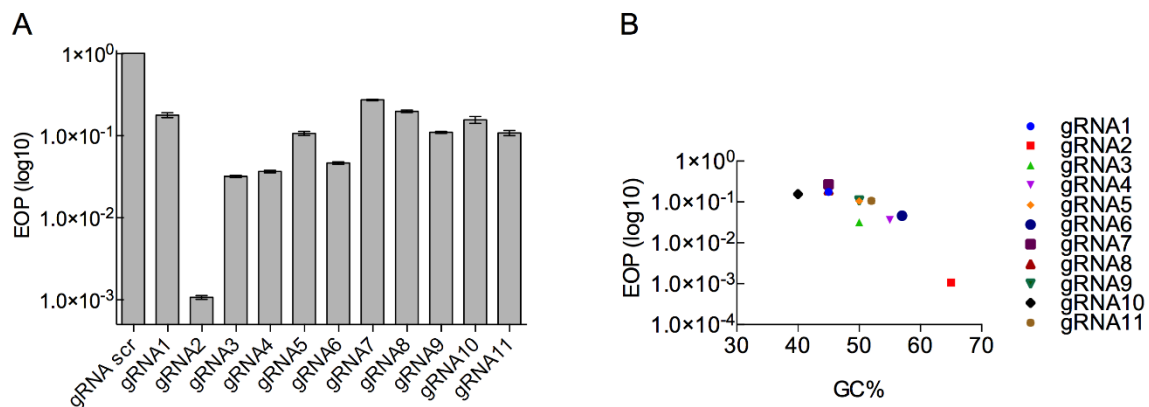 A
EOP (log10)
1×10⁰
1.0×10⁻¹
1.0×10⁻²
1.0×10⁻³
gRNA scr
gRNA1
gRNA2
gRNA3
gRNA4
gRNA5
gRNA6
gRNA7
gRNA8
gRNA9
gRNA10
gRNA11
B
EOP (log10)
1×10⁰
1.0×10⁻¹
1.0×10⁻²
1.0×10⁻³
1.0×10⁻⁴
30 40 50 60 70
GC%
gRNA1
gRNA2
gRNA3
gRNA4
gRNA5
gRNA6
gRNA7
gRNA8
gRNA9
gRNA10
gRNA11